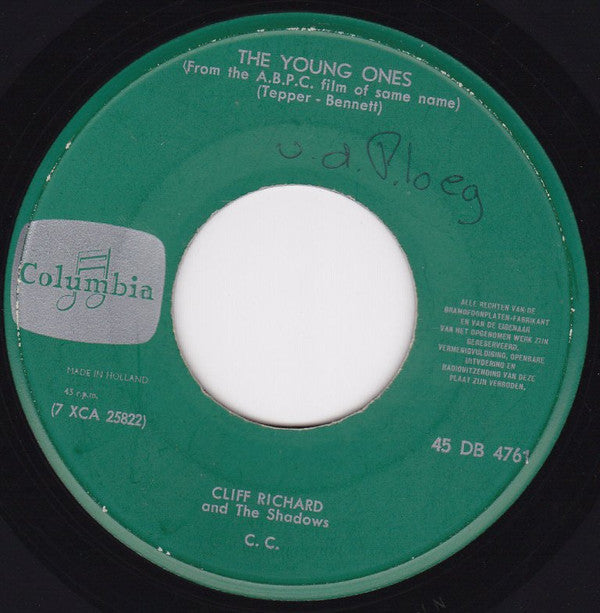 THE YOUNG ONES
(From the A.B.P.C. film of same name)
(Tepper - Bennett)
v.d. Ploeg
Columbia
ALLE RECHTEN VAN DE
GRAMOFOONPLATEN-FABRIKANT
EN VAN DE EIGENAAR
VAN HET OPGENOMEN WERK ZIJN
GERESERVEERD.
VERMENIGVULDIGING, OPENBARE
UITVOERING EN
RADIOUITZENDING VAN DEZE
PLAAT ZIJN VERBODEN.
MADE IN HOLLAND
45 r.p.m.
(7 XCA 25822)
45 DB 4761
CLIFF RICHARD
and The Shadows
C. C.